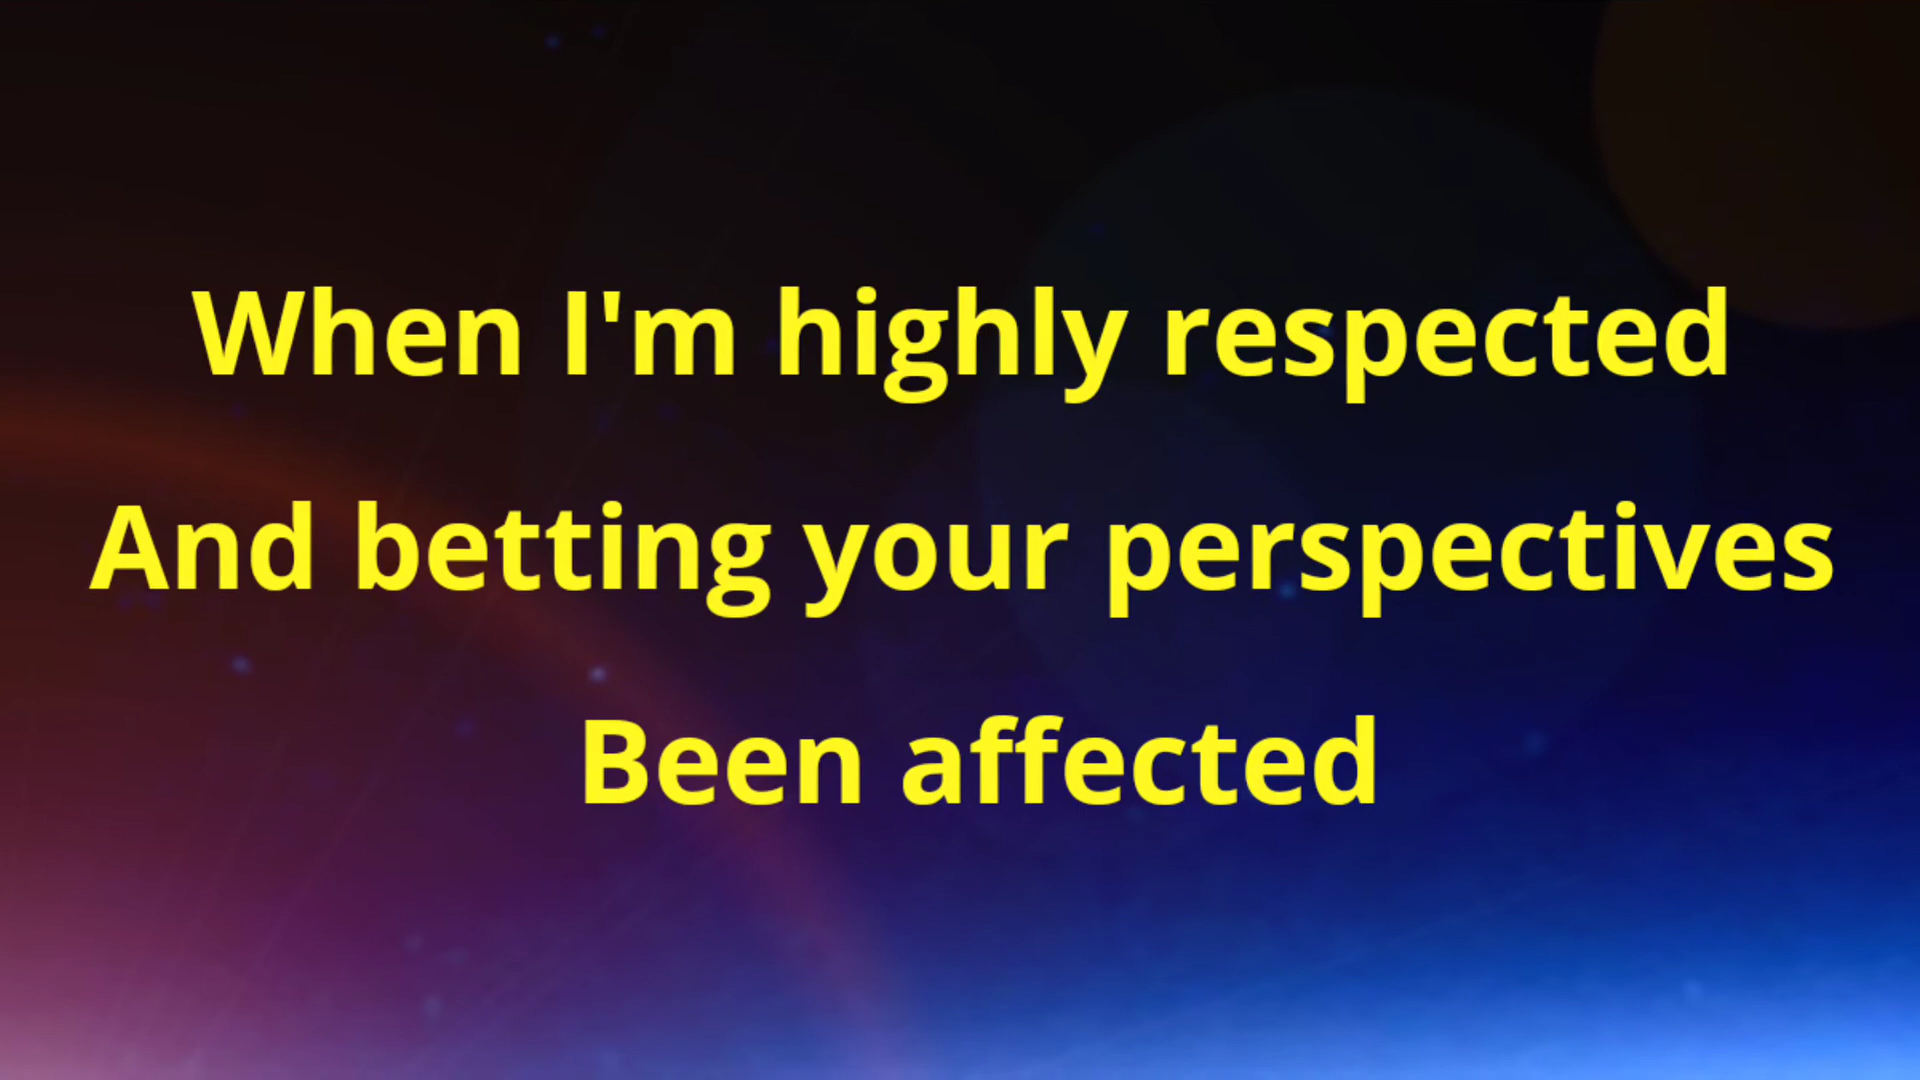 When I'm highly respected
And betting your perspectives
Been affected